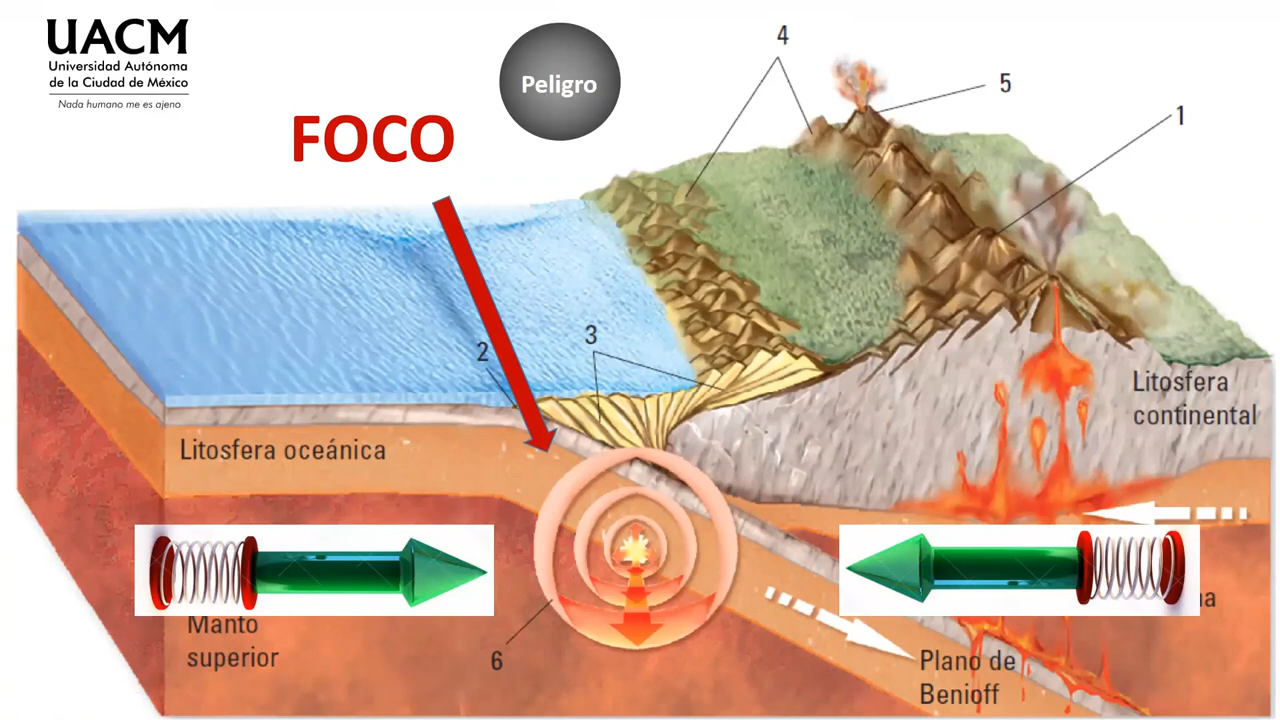 UACM
Universidad Autónoma
de la Ciudad de México
Nada humano me es ajeno
Peligro
FOCO
4
5
1
2
3
Litosfera
continental
Litosfera oceánica
Manto
superior
6
Plano de
Benioff